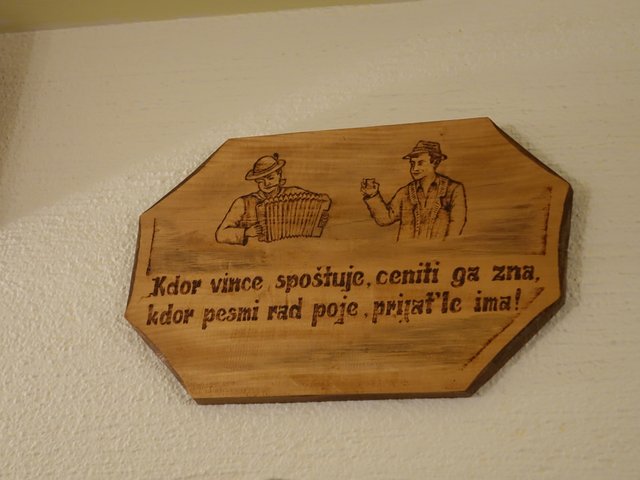 Kdor vince spoštuje, ceniti ga zna,
kdor pesmi rad poje, prijat'le ima!